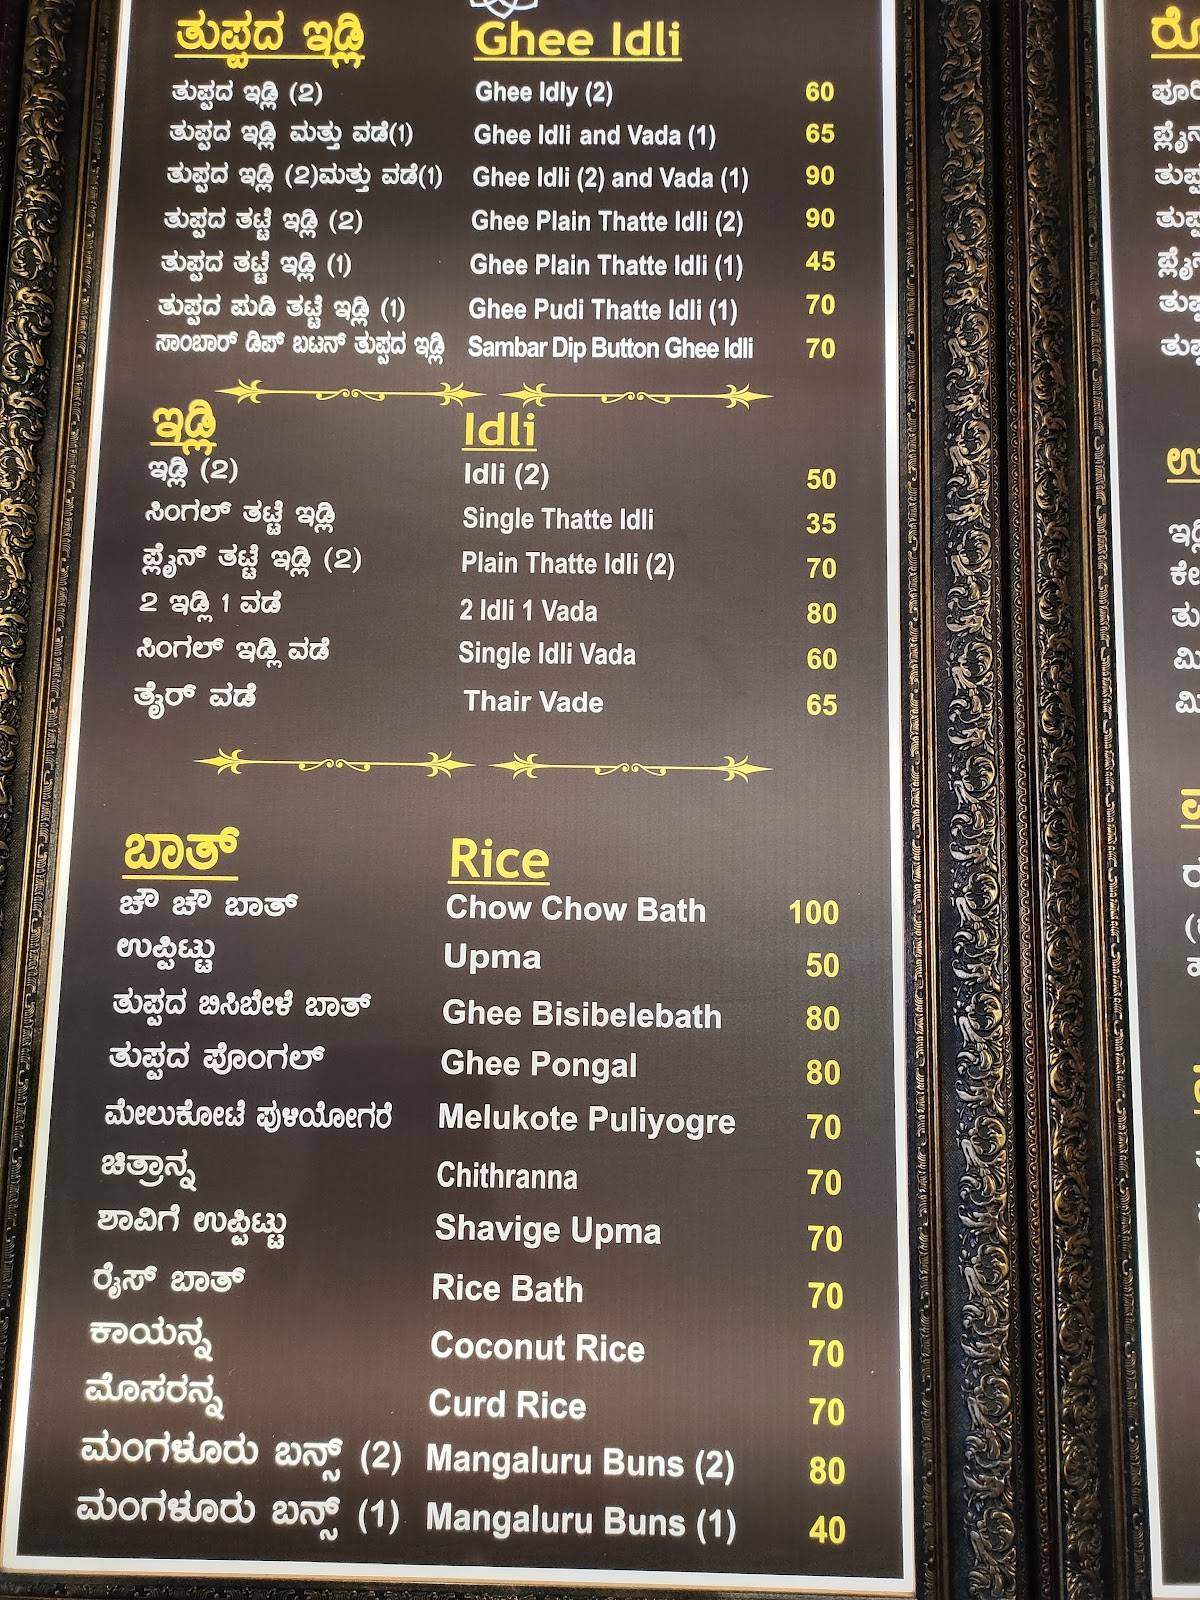 ತುಪ್ಪದ ಇಡ್ಲಿ Ghee Idli
ತುಪ್ಪದ ಇಡ್ಲಿ (2) Ghee Idly (2) 60
ತುಪ್ಪದ ಇಡ್ಲಿ ಮತ್ತು ವಡೆ(1) Ghee Idli and Vada (1) 65
ತುಪ್ಪದ ಇಡ್ಲಿ (2)ಮತ್ತು ವಡೆ(1) Ghee Idli (2) and Vada (1) 90
ತುಪ್ಪದ ತಟ್ಟೆ ಇಡ್ಲಿ (2) Ghee Plain Thatte Idli (2) 90
ತುಪ್ಪದ ತಟ್ಟೆ ಇಡ್ಲಿ (1) Ghee Plain Thatte Idli (1) 45
ತುಪ್ಪದ ಪುಡಿ ತಟ್ಟೆ ಇಡ್ಲಿ (1) Ghee Pudi Thatte Idli (1) 70
ಸಾಂಬಾರ್ ಡಿಪ್ ಬಟನ್ ತುಪ್ಪದ ಇಡ್ಲಿ Sambar Dip Button Ghee Idli 70
ಇಡ್ಲಿ Idli
ಇಡ್ಲಿ (2) Idli (2) 50
ಸಿಂಗಲ್ ತಟ್ಟೆ ಇಡ್ಲಿ Single Thatte Idli 35
ಪ್ಲೈನ್ ತಟ್ಟೆ ಇಡ್ಲಿ (2) Plain Thatte Idli (2) 70
2 ಇಡ್ಲಿ 1 ವಡೆ 2 Idli 1 Vada 80
ಸಿಂಗಲ್ ಇಡ್ಲಿ ವಡೆ Single Idli Vada 60
ತೈರ್ ವಡೆ Thair Vade 65
ಬಾತ್ Rice
ಚೌ ಚೌ ಬಾತ್ Chow Chow Bath 100
ಉಪ್ಪಿಟ್ಟು Upma 50
ತುಪ್ಪದ ಬಿಸಿಬೇಳೆ ಬಾತ್ Ghee Bisibelebath 80
ತುಪ್ಪದ ಪೊಂಗಲ್ Ghee Pongal 80
ಮೇಲುಕೋಟೆ ಪುಳಿಯೋಗರೆ Melukote Puliyogre 70
ಚಿತ್ರಾನ್ನ Chithranna 70
ಶಾವಿಗೆ ಉಪ್ಪಿಟ್ಟು Shavige Upma 70
ರೈಸ್ ಬಾತ್ Rice Bath 70
ಕಾಯನ್ನ Coconut Rice 70
ಮೊಸರನ್ನ Curd Rice 70
ಮಂಗಳೂರು ಬನ್ಸ್ (2) Mangaluru Buns (2) 80
ಮಂಗಳೂರು ಬನ್ಸ್ (1) Mangaluru Buns (1) 40